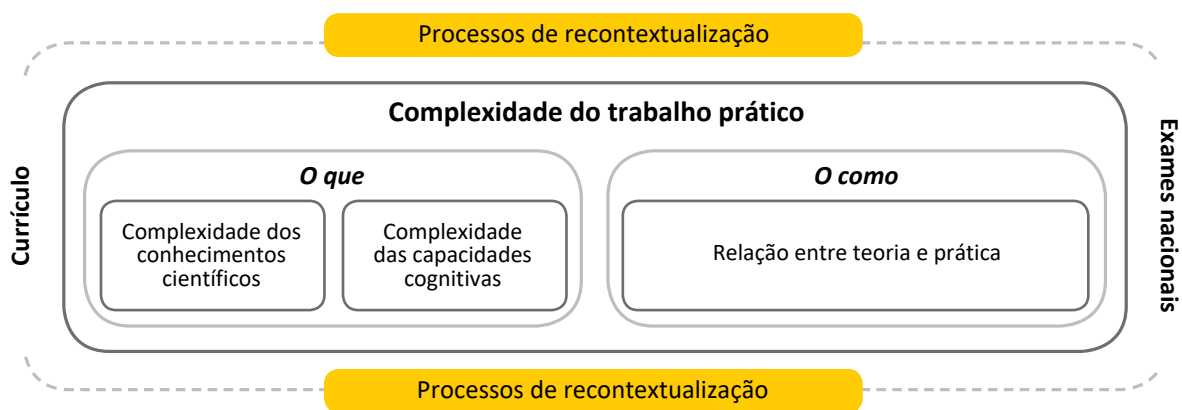 Processos de recontextualização
Complexidade do trabalho prático
Currículo
O que
Complexidade dos
conhecimentos
científicos
Complexidade
das capacidades
cognitivas
O como
Relação entre teoria e prática
Exames nacionais
Processos de recontextualização